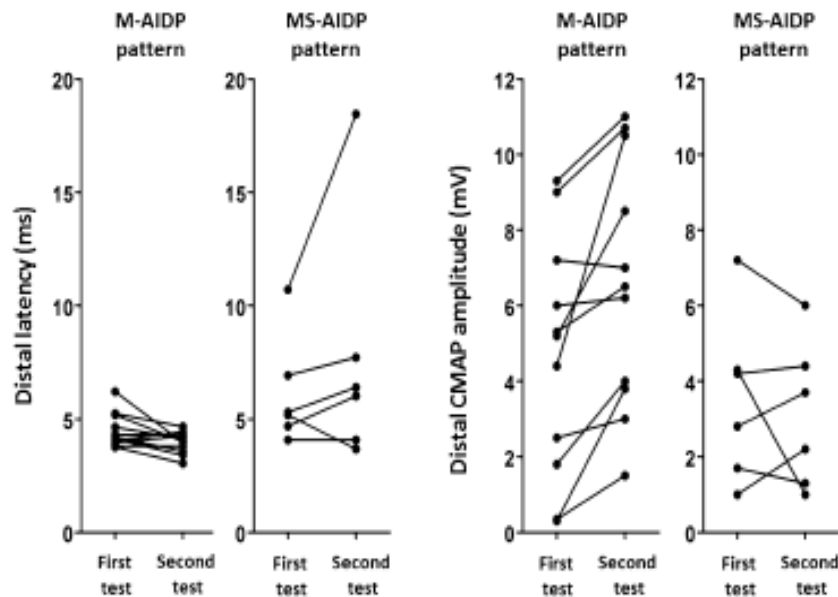 M-AIDP
pattern
MS-AIDP
pattern
M-AIDP
pattern
MS-AIDP
pattern
Distal latency (ms)
20
15
10
5
0
20
15
10
5
0
First
test
Second
test
First
test
Second
test
Distal CMAP amplitude (mV)
12
10
8
6
4
2
0
12
10
8
6
4
2
0
First
test
Second
test
First
test
Second
test